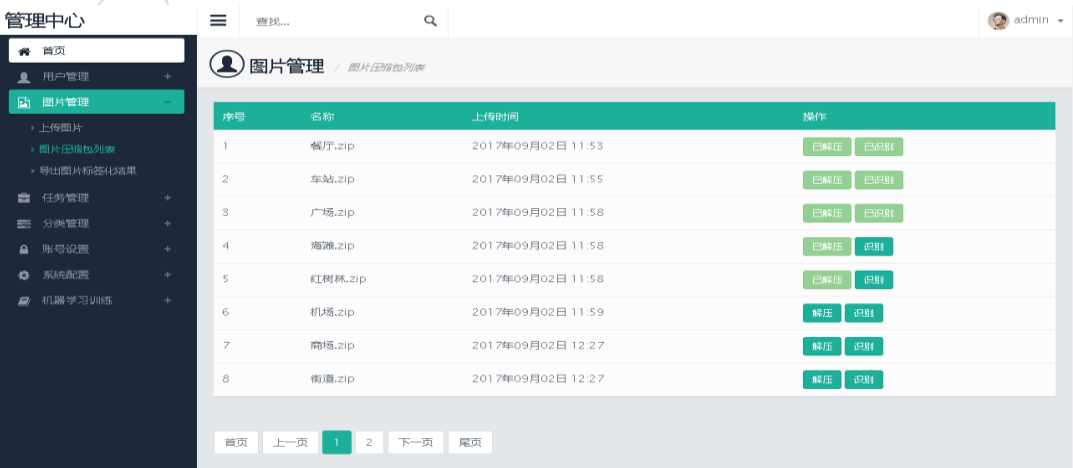 管理中心
查找...
admin
首页
用户管理
图片管理
上传图片
图片压缩包列表
导出图片标签化结果
任务管理
分类管理
账号设置
系统配置
机器学习训练
图片管理 / 图片压缩包列表
序号 名称 上传时间 操作
1 餐厅.zip 2017年09月02日 11:53 已解压 已识别
2 车站.zip 2017年09月02日 11:55 已解压 已识别
3 广场.zip 2017年09月02日 11:58 已解压 已识别
4 海滩.zip 2017年09月02日 11:58 已解压 识别
5 红树林.zip 2017年09月02日 11:58 已解压 识别
6 机场.zip 2017年09月02日 11:59 解压 识别
7 商场.zip 2017年09月02日 12:27 解压 识别
8 街道.zip 2017年09月02日 12:27 解压 识别
首页 上一页 1 2 下一页 尾页